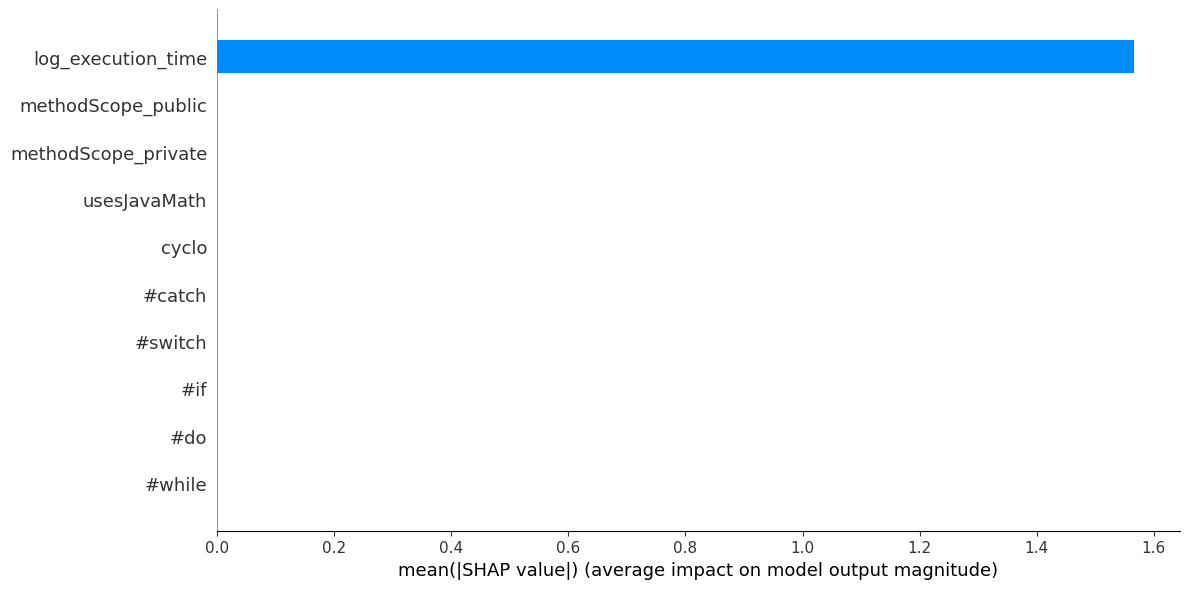 log_execution_time
methodScope_public
methodScope_private
usesJavaMath
cyclo
#catch
#switch
#if
#do
#while
0.0 0.2 0.4 0.6 0.8 1.0 1.2 1.4 1.6
mean(|SHAP value|) (average impact on model output magnitude)